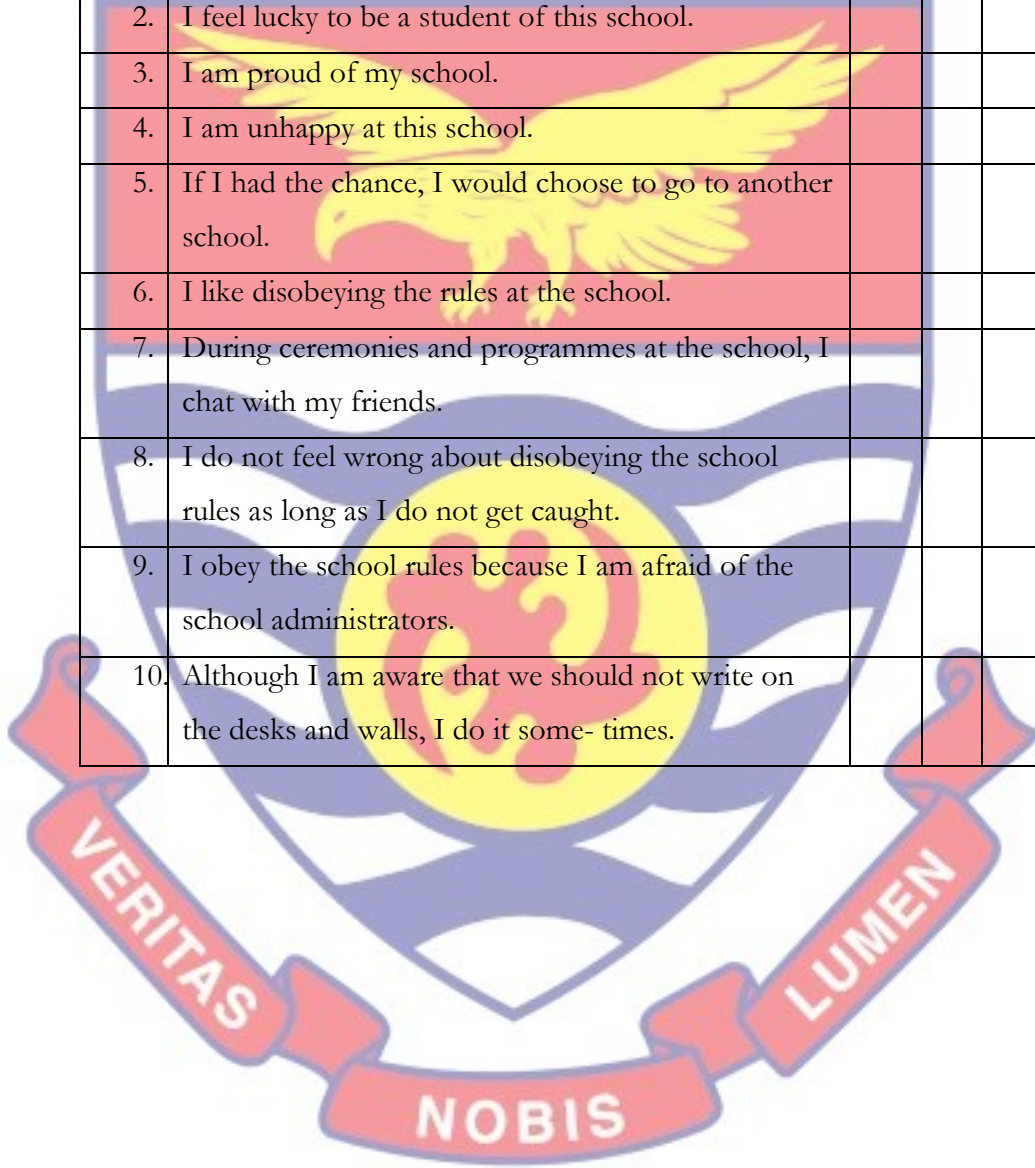 2. I feel lucky to be a student of this school.
3. I am proud of my school.
4. I am unhappy at this school.
5. If I had the chance, I would choose to go to another
school.
6. I like disobeying the rules at the school.
7. During ceremonies and programmes at the school, I
chat with my friends.
8. I do not feel wrong about disobeying the school
rules as long as I do not get caught.
9. I obey the school rules because I am afraid of the
school administrators.
10. Although I am aware that we should not write on
the desks and walls, I do it some- times.
VERITAS
NOBIS
LUMEN